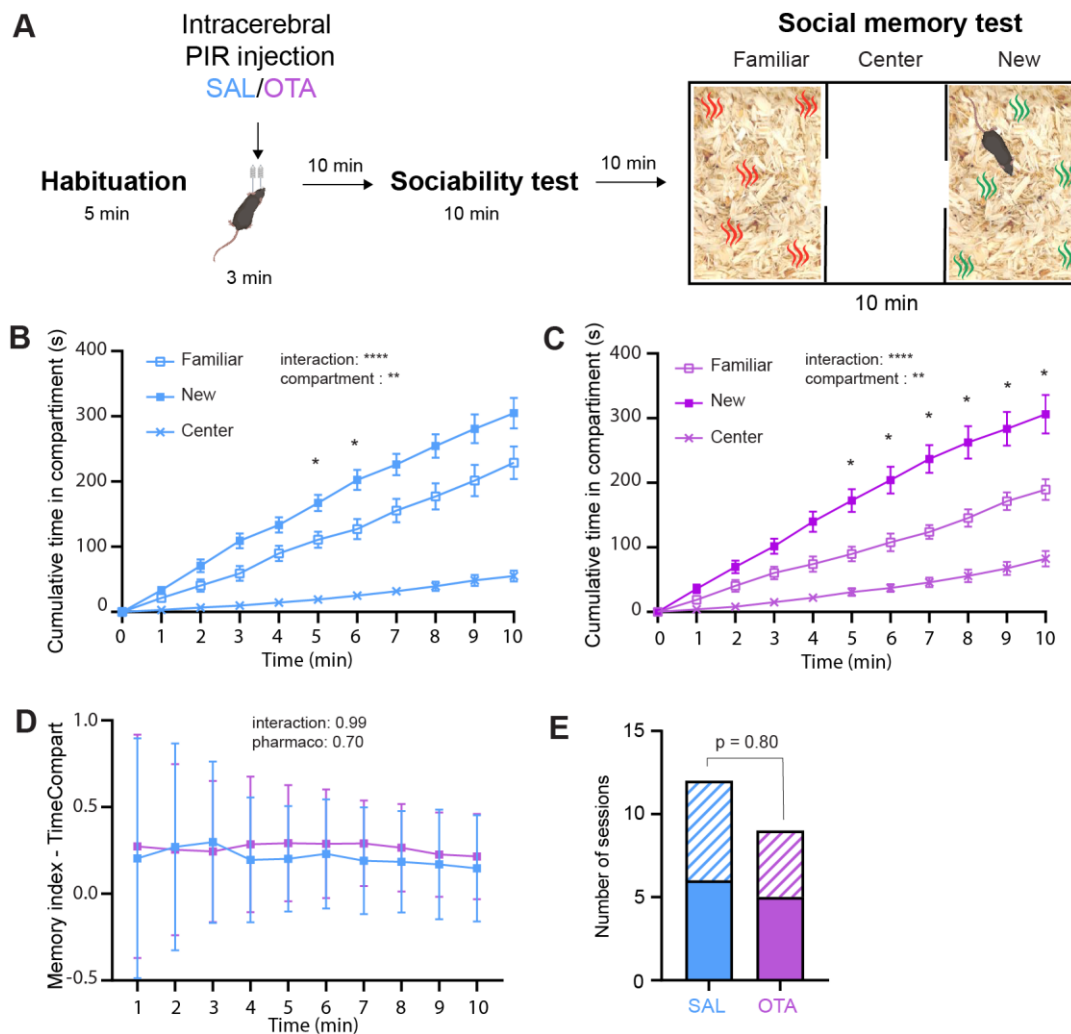 A
Intracerebral
PIR injection
SAL/OTA
Habituation
5 min
3 min
10 min
Sociability test
10 min
10 min
Social memory test
Familiar Center New
10 min
B
Cumulative time in compartment (s)
400
300
200
100
0
Familiar
New
Center
interaction: ****
compartment : **
* *
0 1 2 3 4 5 6 7 8 9 10
Time (min)
C
Cumulative time in compartiment (s)
400
300
200
100
0
Familiar
New
Center
interaction: ****
compartment : **
* * * * * *
0 1 2 3 4 5 6 7 8 9 10
Time (min)
D
Memory index - TimeCompart
1.0
0.5
0.0
-0.5
interaction: 0.99
pharmaco: 0.70
1 2 3 4 5 6 7 8 9 10
Time (min)
E
Number of sessions
15
10
5
0
p = 0.80
SAL OTA